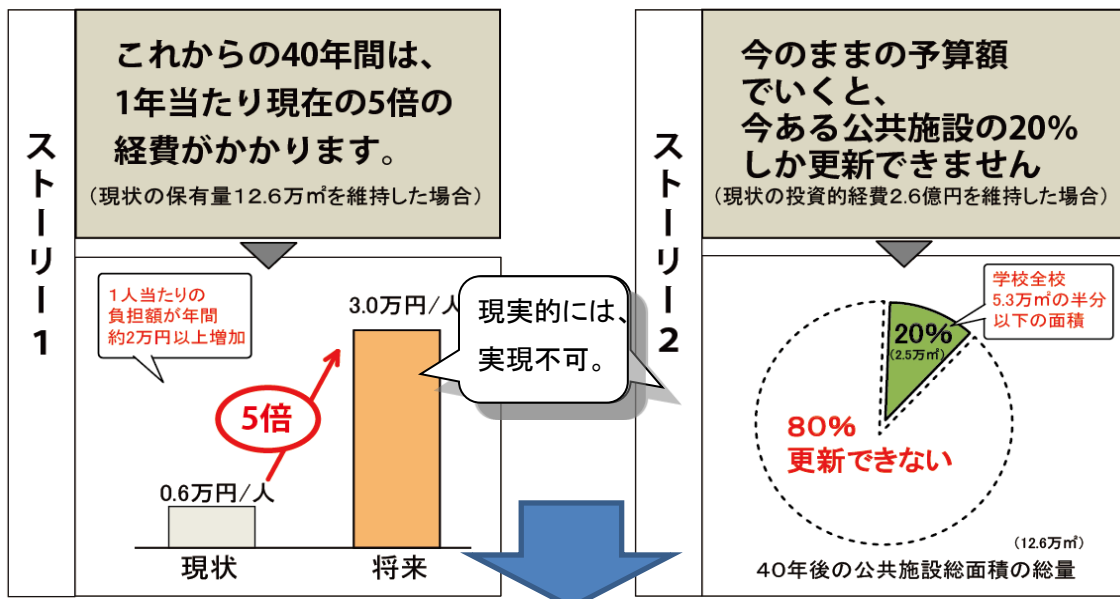 ストーリー1
これからの40年間は、
1年当たり現在の5倍の
経費がかかります。
(現状の保有量12.6万㎡を維持した場合)
1人当たりの
負担額が年間
約2万円以上増加
3.0万円/人
5倍
0.6万円/人
現状
将来
現実的には、
実現不可。
ストーリー2
今のままの予算額
でいくと、
今ある公共施設の20%
しか更新できません
(現状の投資的経費2.6億円を維持した場合)
学校全校
5.3万㎡の半分
以下の面積
20%
(2.5万㎡)
80%
更新できない
(12.6万㎡)
40年後の公共施設総面積の総量